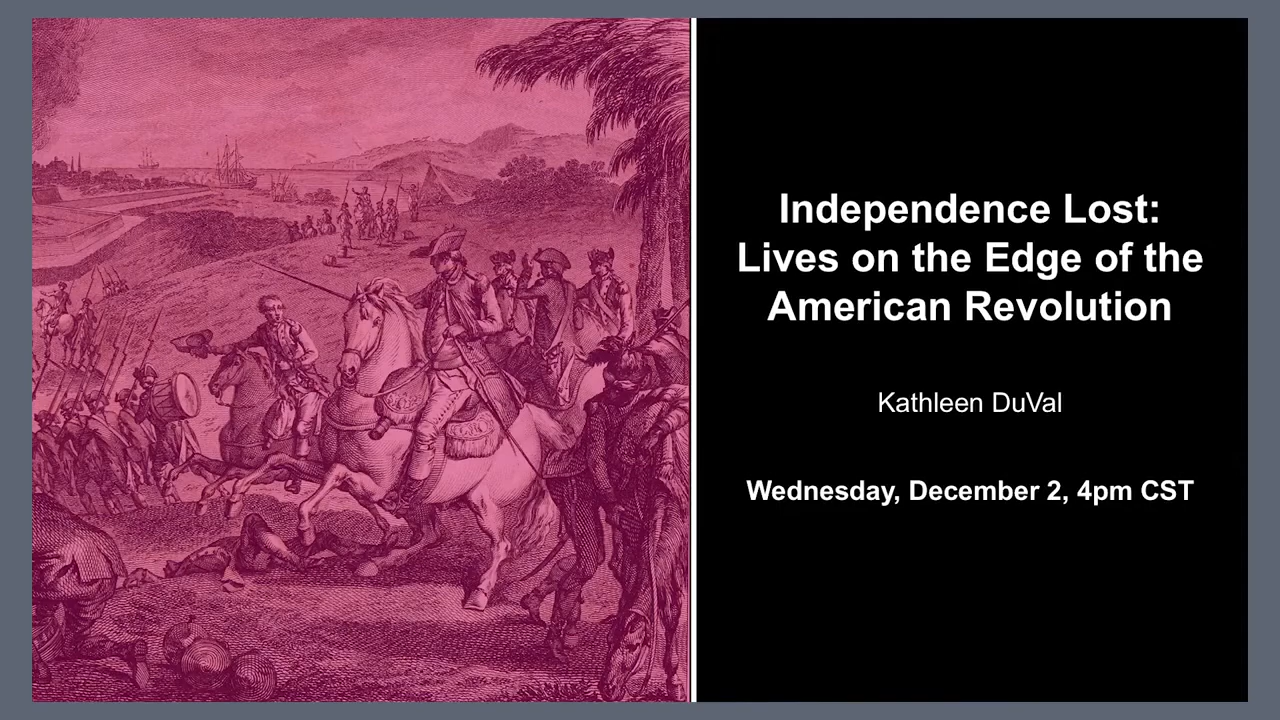 Independence Lost:
Lives on the Edge of the
American Revolution
Kathleen DuVal
Wednesday, December 2, 4pm CST